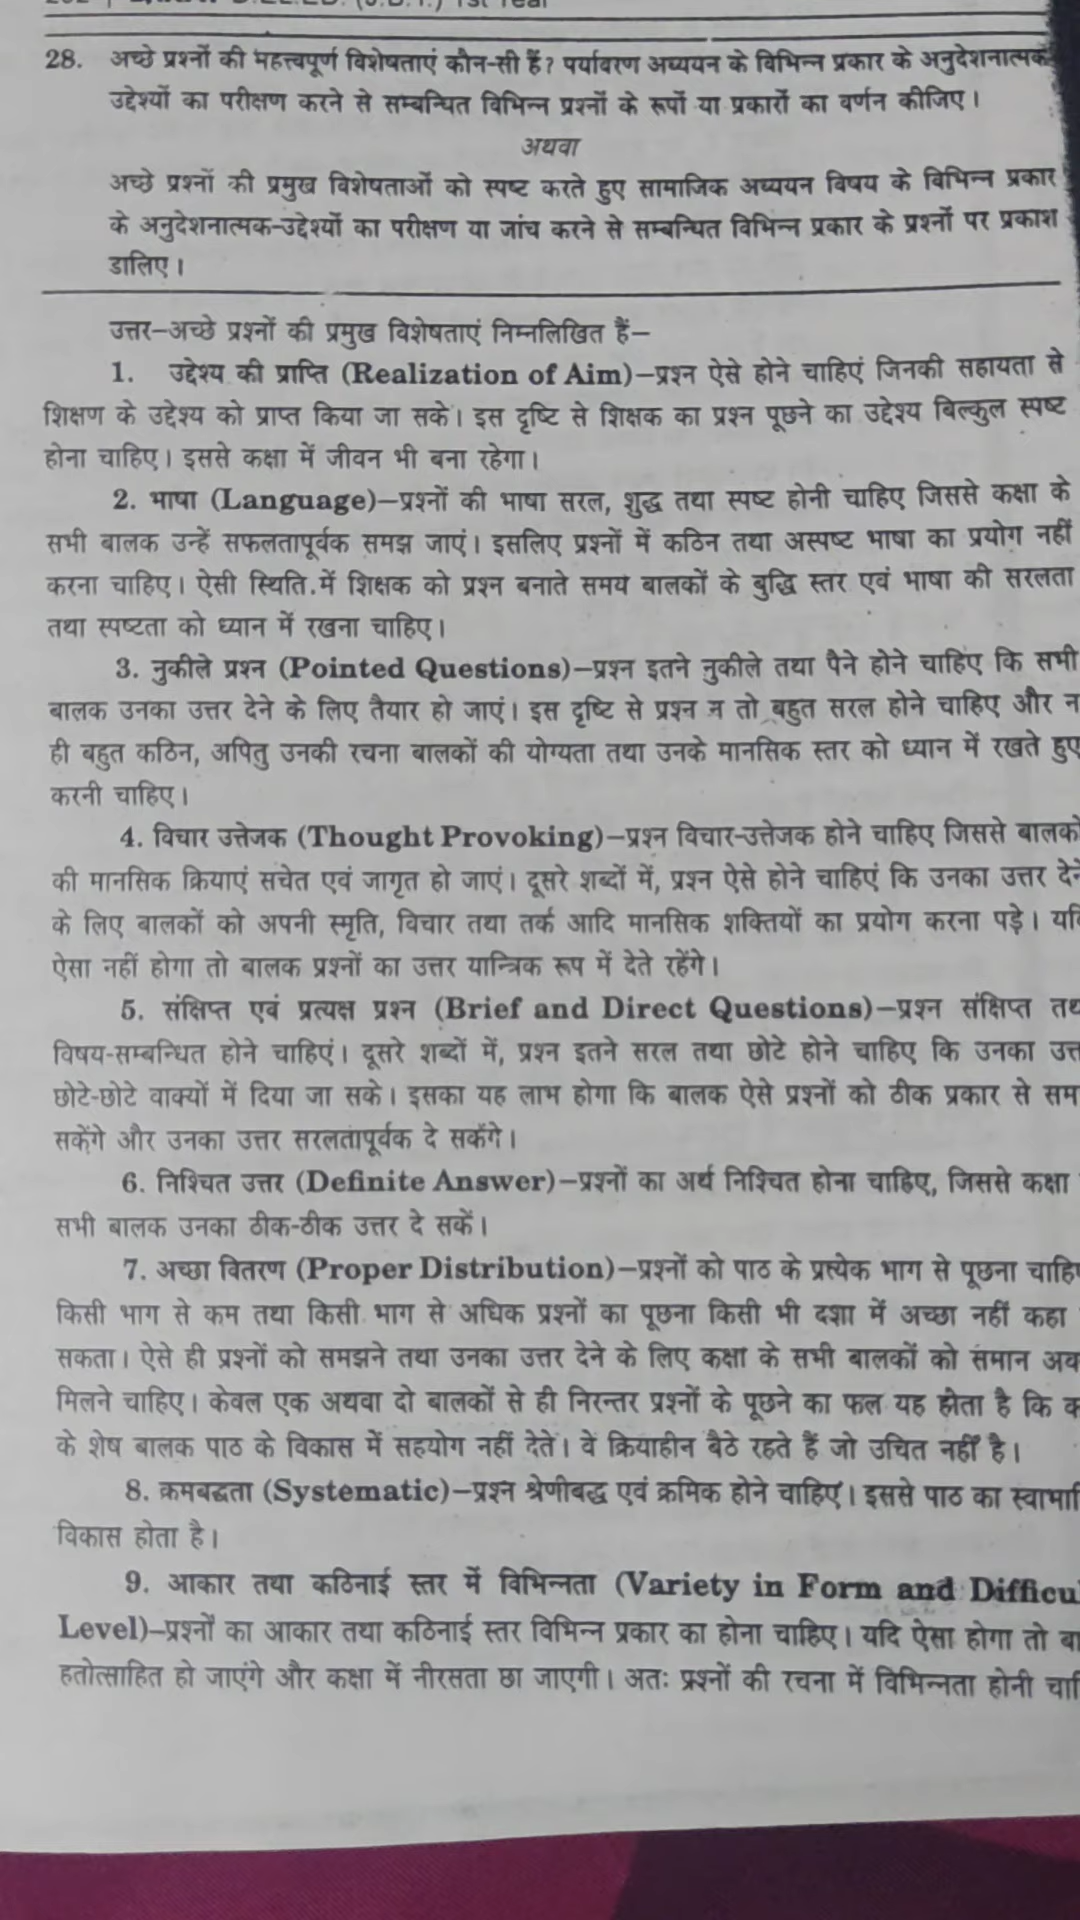 28. अच्छे प्रश्नों की महत्त्वपूर्ण विशेषताएं कौन-सी हैं? पर्यावरण अध्ययन के विभिन्न प्रकार के अनुदेशनात्मक
उद्देश्यों का परीक्षण करने से सम्बन्धित विभिन्न प्रश्नों के रूपों या प्रकारों का वर्णन कीजिए।
अथवा
अच्छे प्रश्नों की प्रमुख विशेषताओं को स्पष्ट करते हुए सामाजिक अध्ययन विषय के विभिन्न प्रकार
के अनुदेशनात्मक-उद्देश्यों का परीक्षण या जांच करने से सम्बन्धित विभिन्न प्रकार के प्रश्नों पर प्रकाश
डालिए।
उत्तर–अच्छे प्रश्नों की प्रमुख विशेषताएं निम्नलिखित हैं–
1. उद्देश्य की प्राप्ति (Realization of Aim)–प्रश्न ऐसे होने चाहिएं जिनकी सहायता से
शिक्षण के उद्देश्य को प्राप्त किया जा सके। इस दृष्टि से शिक्षक का प्रश्न पूछने का उद्देश्य बिल्कुल स्पष्ट
होना चाहिए। इससे कक्षा में जीवन भी बना रहेगा।
2. भाषा (Language)–प्रश्नों की भाषा सरल, शुद्ध तथा स्पष्ट होनी चाहिए जिससे कक्षा के
सभी बालक उन्हें सफलतापूर्वक समझ जाएं। इसलिए प्रश्नों में कठिन तथा अस्पष्ट भाषा का प्रयोग नहीं
करना चाहिए। ऐसी स्थिति में शिक्षक को प्रश्न बनाते समय बालकों के बुद्धि स्तर एवं भाषा की सरलता
तथा स्पष्टता को ध्यान में रखना चाहिए।
3. नुकीले प्रश्न (Pointed Questions)–प्रश्न इतने नुकीले तथा पैने होने चाहिएं कि सभी
बालक उनका उत्तर देने के लिए तैयार हो जाएं। इस दृष्टि से प्रश्न न तो बहुत सरल होने चाहिए और न
ही बहुत कठिन, अपितु उनकी रचना बालकों की योग्यता तथा उनके मानसिक स्तर को ध्यान में रखते हुए
करनी चाहिए।
4. विचार उत्तेजक (Thought Provoking)–प्रश्न विचार-उत्तेजक होने चाहिए जिससे बालकों
की मानसिक क्रियाएं सचेत एवं जागृत हो जाएं। दूसरे शब्दों में, प्रश्न ऐसे होने चाहिएं कि उनका उत्तर देने
के लिए बालकों को अपनी स्मृति, विचार तथा तर्क आदि मानसिक शक्तियों का प्रयोग करना पड़े।
ऐसा नहीं होगा तो बालक प्रश्नों का उत्तर यान्त्रिक रूप में देते रहेंगे।
5. संक्षिप्त एवं प्रत्यक्ष प्रश्न (Brief and Direct Questions)–प्रश्न संक्षिप्त
विषय-सम्बन्धित होने चाहिएं। दूसरे शब्दों में, प्रश्न इतने सरल तथा छोटे होने चाहिए कि उनका
छोटे-छोटे वाक्यों में दिया जा सके। इसका यह लाभ होगा कि बालक ऐसे प्रश्नों को ठीक प्रकार से
सकेंगे और उनका उत्तर सरलतापूर्वक दे सकेंगे।
6. निश्चित उत्तर (Definite Answer)–प्रश्नों का अर्थ निश्चित होना चाहिए, जिससे कक्षा
सभी बालक उनका ठीक-ठीक उत्तर दे सकें।
7. अच्छा वितरण (Proper Distribution)–प्रश्नों को पाठ के प्रत्येक भाग से पूछना
किसी भाग से कम तथा किसी भाग से अधिक प्रश्नों का पूछना किसी भी दशा में अच्छा नहीं कहा
सकता। ऐसे ही प्रश्नों को समझने तथा उनका उत्तर देने के लिए कक्षा के सभी बालकों को समान
मिलने चाहिए। केवल एक अथवा दो बालकों से ही निरन्तर प्रश्नों के पूछने का फल यह होता है कि
के शेष बालक पाठ के विकास में सहयोग नहीं देते। वे क्रियाहीन बैठे रहते हैं जो उचित नहीं है।
8. क्रमबद्धता (Systematic)–प्रश्न श्रेणीबद्ध एवं क्रमिक होने चाहिएं। इससे पाठ का
विकास होता है।
9. आकार तथा कठिनाई स्तर में विभिन्नता (Variety in Form and
Level)–प्रश्नों का आकार तथा कठिनाई स्तर विभिन्न प्रकार का होना चाहिए। यदि ऐसा होगा तो
हतोत्साहित हो जाएंगे और कक्षा में नीरसता छा जाएगी। अतः प्रश्नों की रचना में विभिन्नता होनी